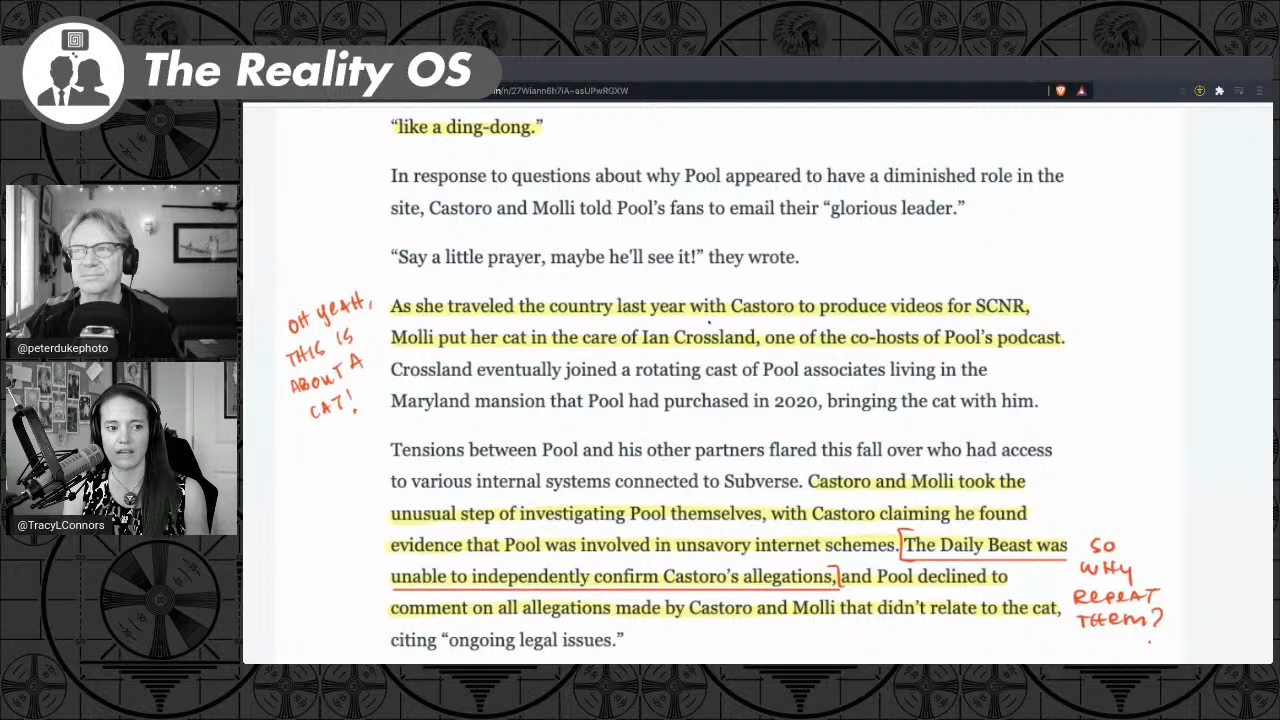 The Reality OS
/n/27Wiann6h7iA-asUPwRGXW
“like a ding-dong.”
In response to questions about why Pool appeared to have a diminished role in the
site, Castoro and Molli told Pool’s fans to email their “glorious leader.”
“Say a little prayer, maybe he'll see it!” they wrote.
As she traveled the country last year with Castoro to produce videos for SCNR,
Molli put her cat in the care of Ian Crossland, one of the co-hosts of Pool’s podcast.
Crossland eventually joined a rotating cast of Pool associates living in the
Maryland mansion that Pool had purchased in 2020, bringing the cat with him.
OH YEAH,
THIS IS
ABOUT A
CAT!
Tensions between Pool and his other partners flared this fall over who had access
to various internal systems connected to Subverse. Castoro and Molli took the
unusual step of investigating Pool themselves, with Castoro claiming he found
evidence that Pool was involved in unsavory internet schemes. The Daily Beast was
unable to independently confirm Castoro’s allegations, and Pool declined to
comment on all allegations made by Castoro and Molli that didn’t relate to the cat,
citing “ongoing legal issues.”
SO
WHY
REPEAT
THEM?
@peterdukephoto
@TracyLConnors